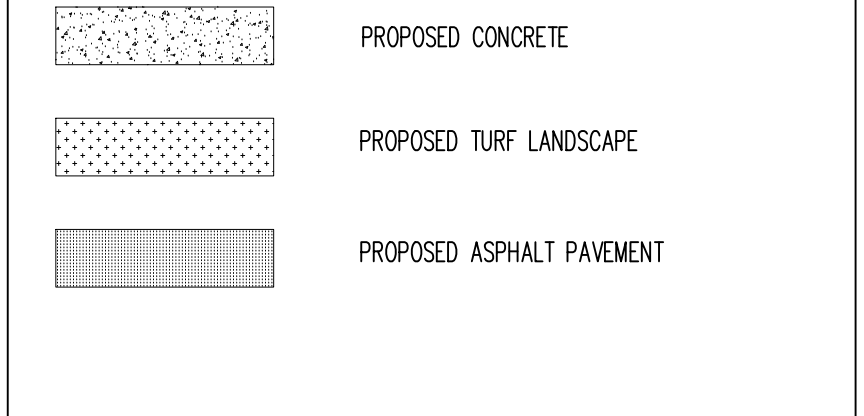 PROPOSED CONCRETE
PROPOSED TURF LANDSCAPE
PROPOSED ASPHALT PAVEMENT